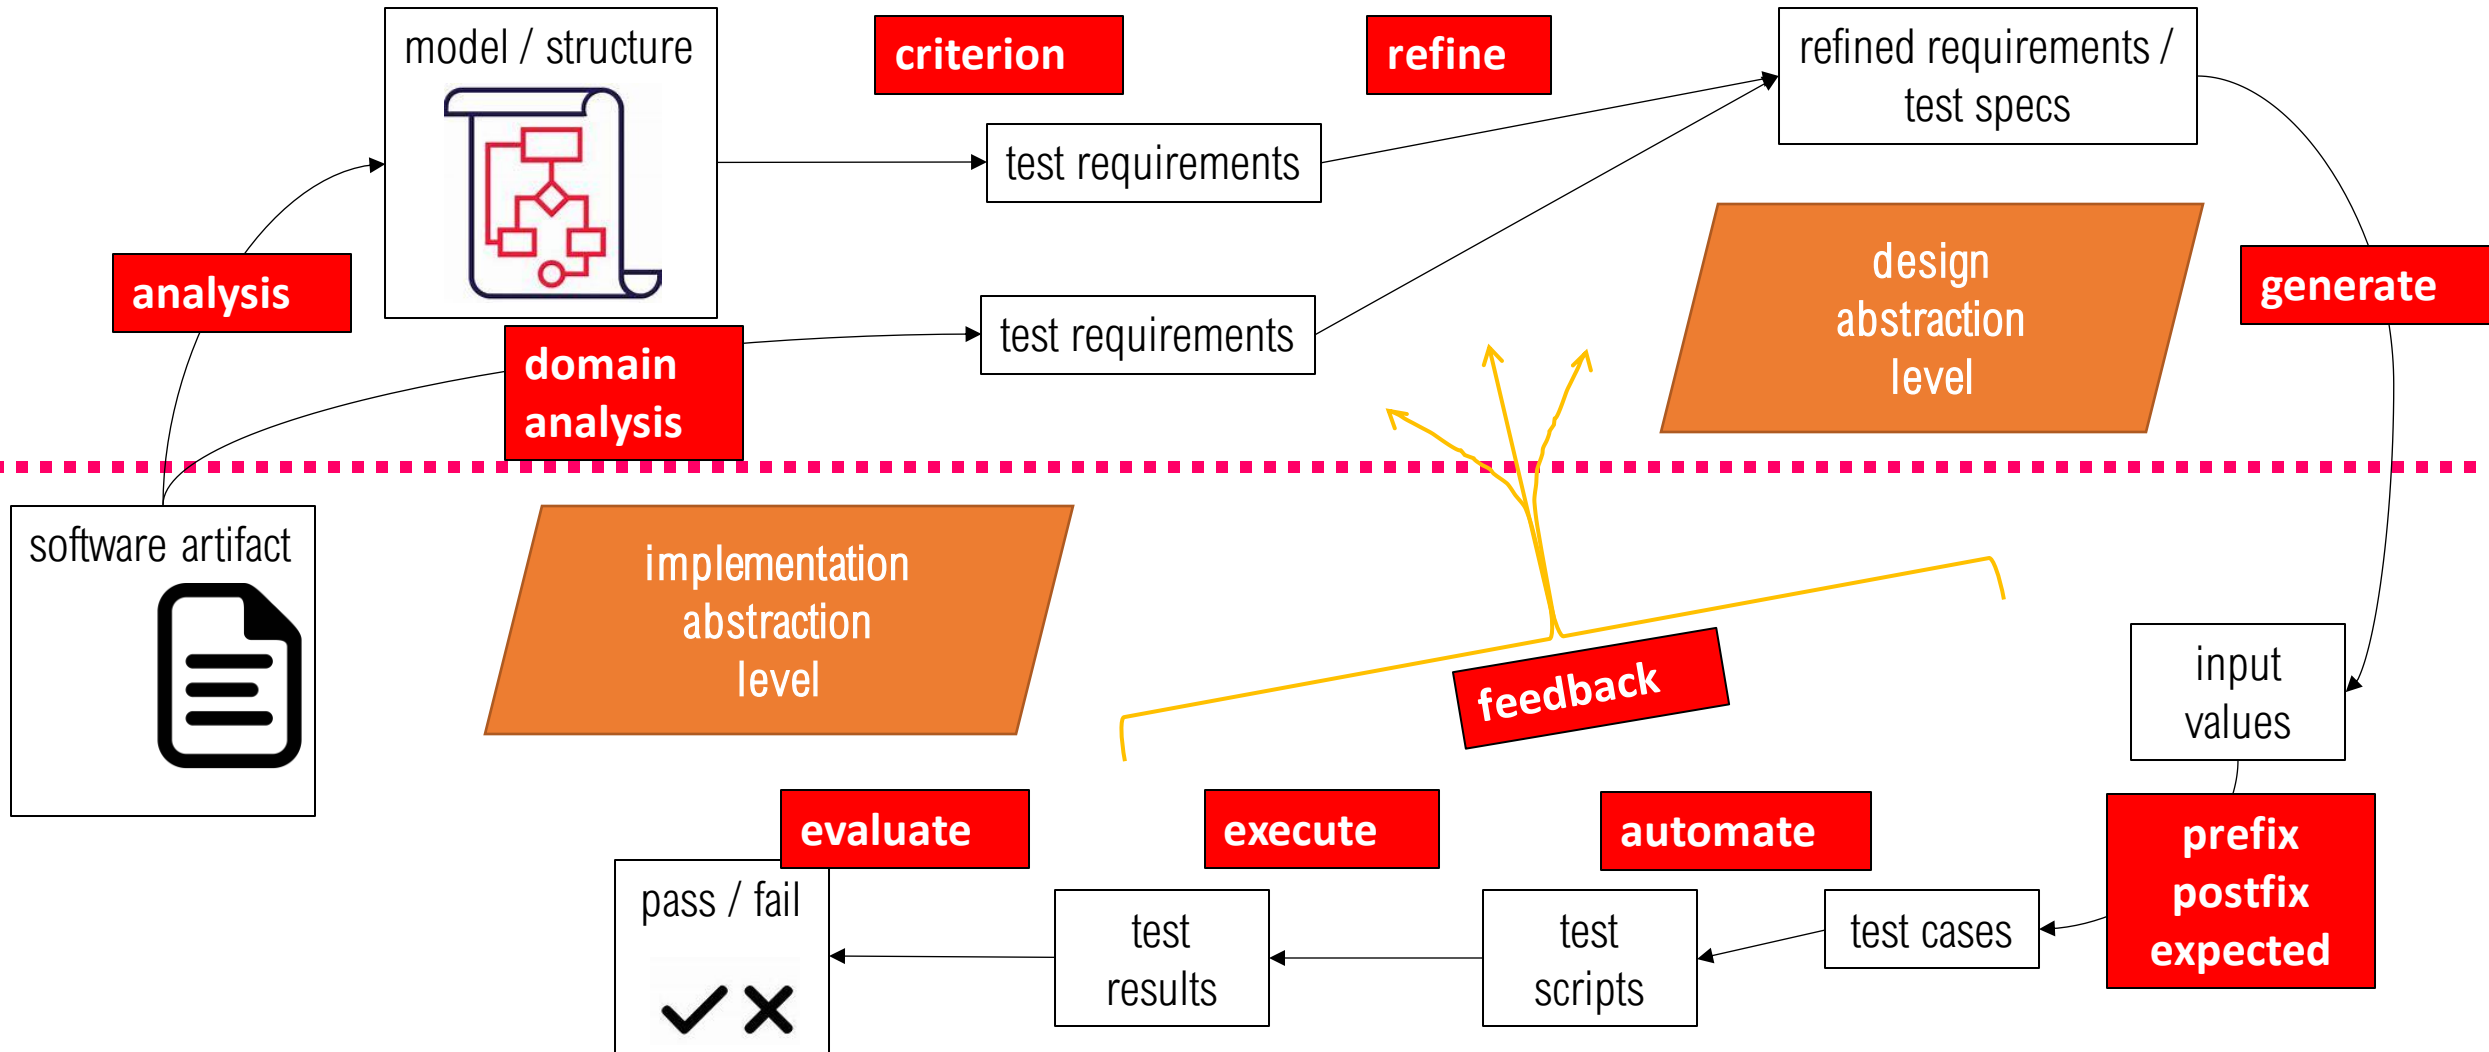 model / structure
criterion
refine
refined requirements /
test specs
test requirements
analysis
domain
analysis
test requirements
design
abstraction
level
generate
software artifact
implementation
abstraction
level
feedback
input
values
evaluate
execute
automate
prefix
postfix
expected
pass / fail
test
results
test
scripts
test cases